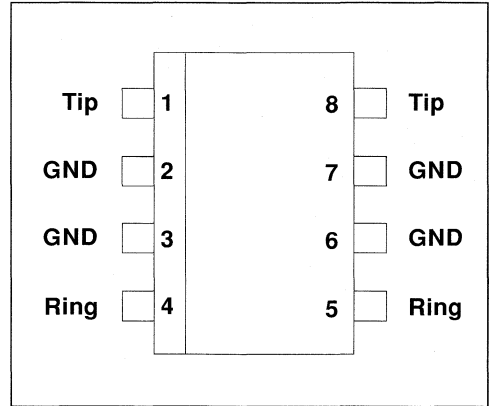 Tip 1 8 Tip
GND 2 7 GND
GND 3 6 GND
Ring 4 5 Ring